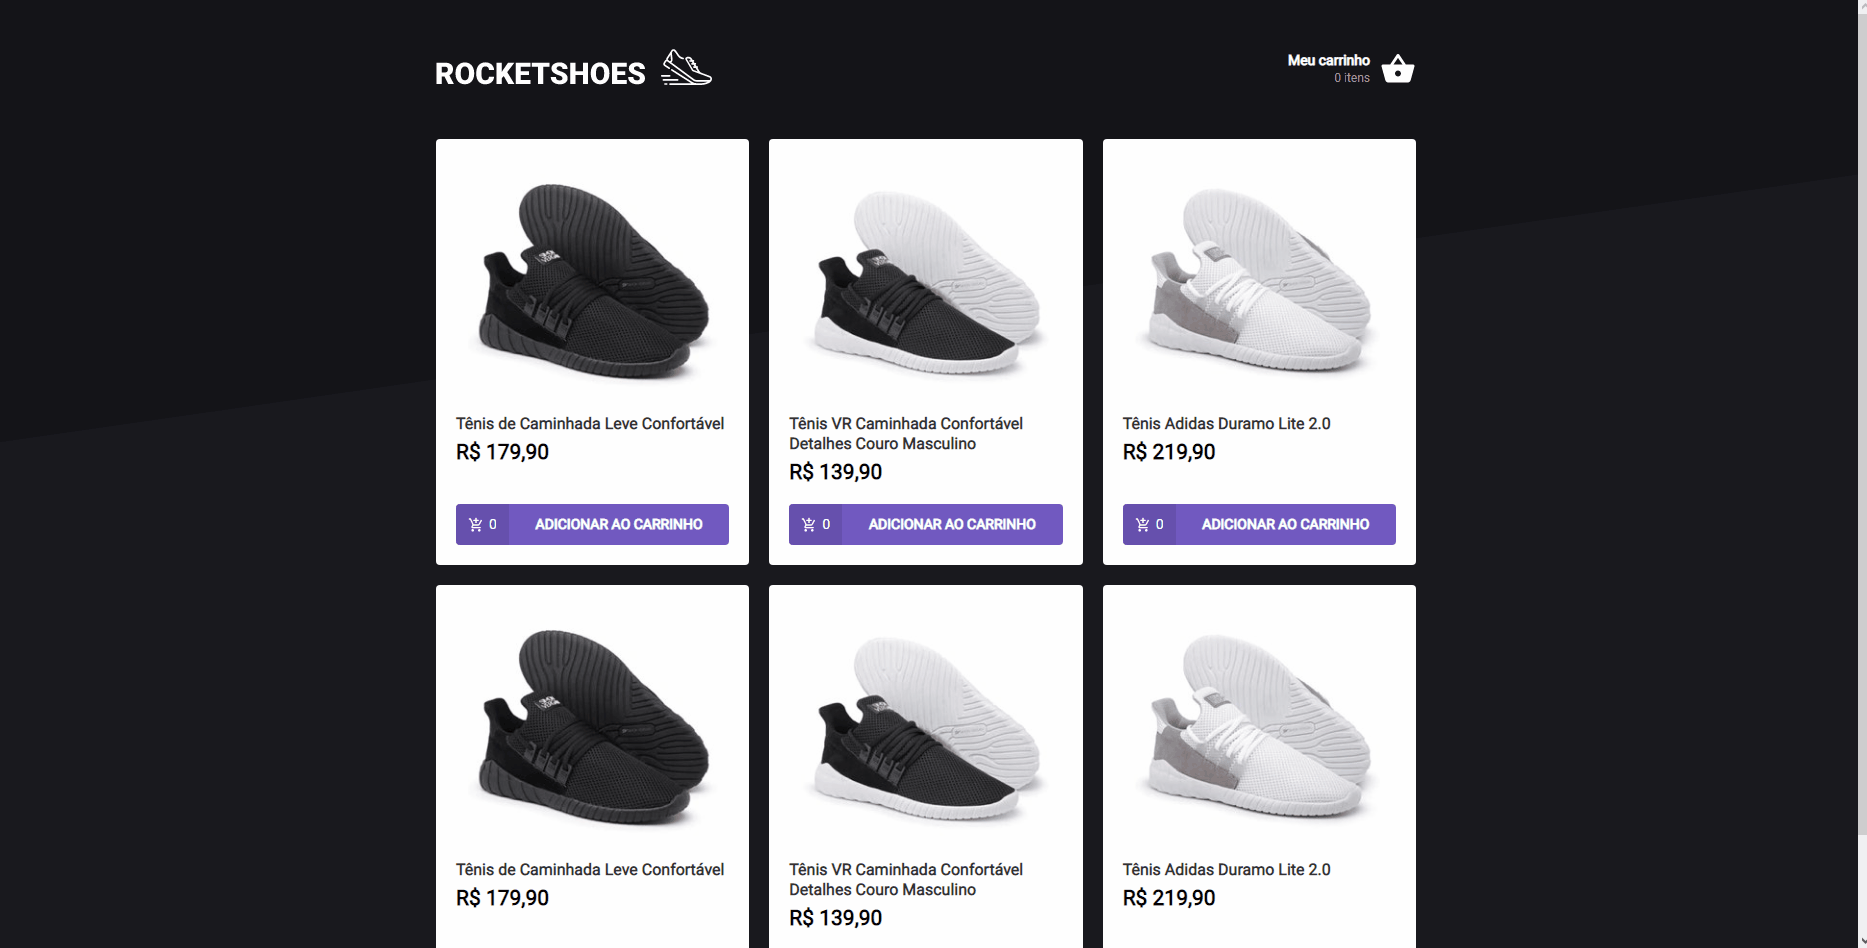 ROCKETSHOES
Meu carrinho
0 itens
Tênis de Caminhada Leve Confortável
R$ 179,90
0 ADICIONAR AO CARRINHO
Tênis VR Caminhada Confortável
Detalhes Couro Masculino
R$ 139,90
0 ADICIONAR AO CARRINHO
Tênis Adidas Duramo Lite 2.0
R$ 219,90
0 ADICIONAR AO CARRINHO
Tênis de Caminhada Leve Confortável
R$ 179,90
Tênis VR Caminhada Confortável
Detalhes Couro Masculino
R$ 139,90
Tênis Adidas Duramo Lite 2.0
R$ 219,90